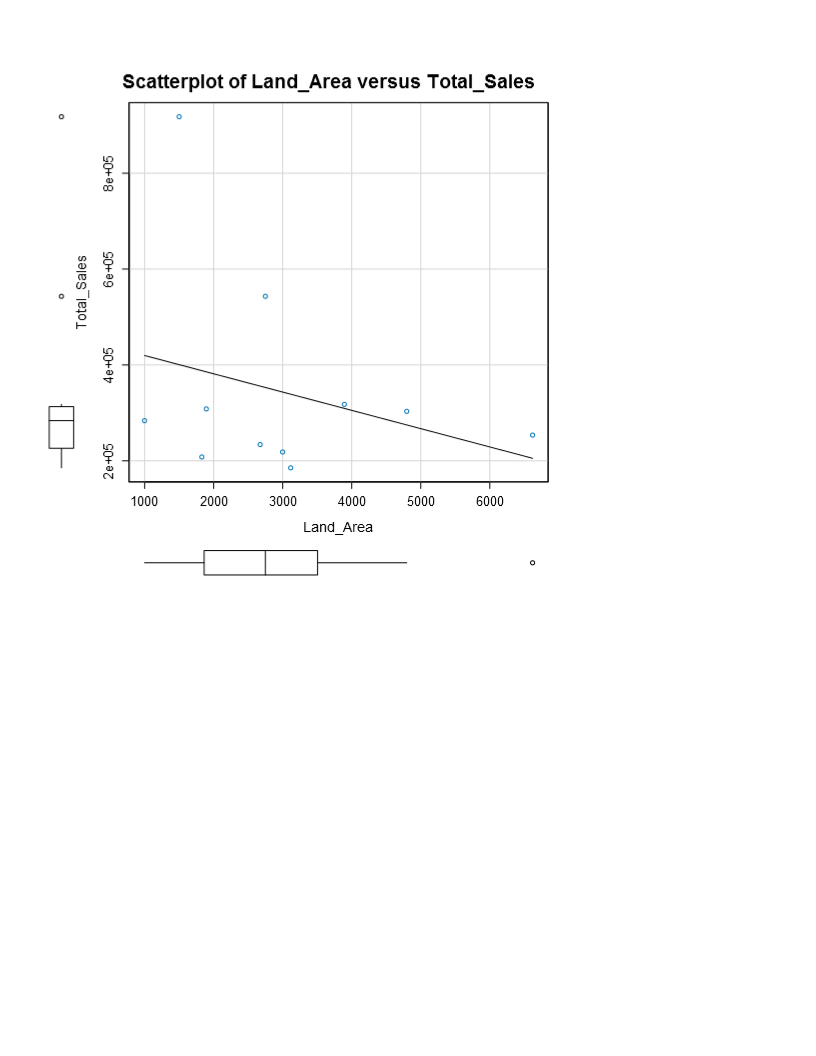 Scatterplot of Land_Area versus Total_Sales
Total_Sales
8e+05
6e+05
4e+05
2e+05
1000 2000 3000 4000 5000 6000
Land_Area